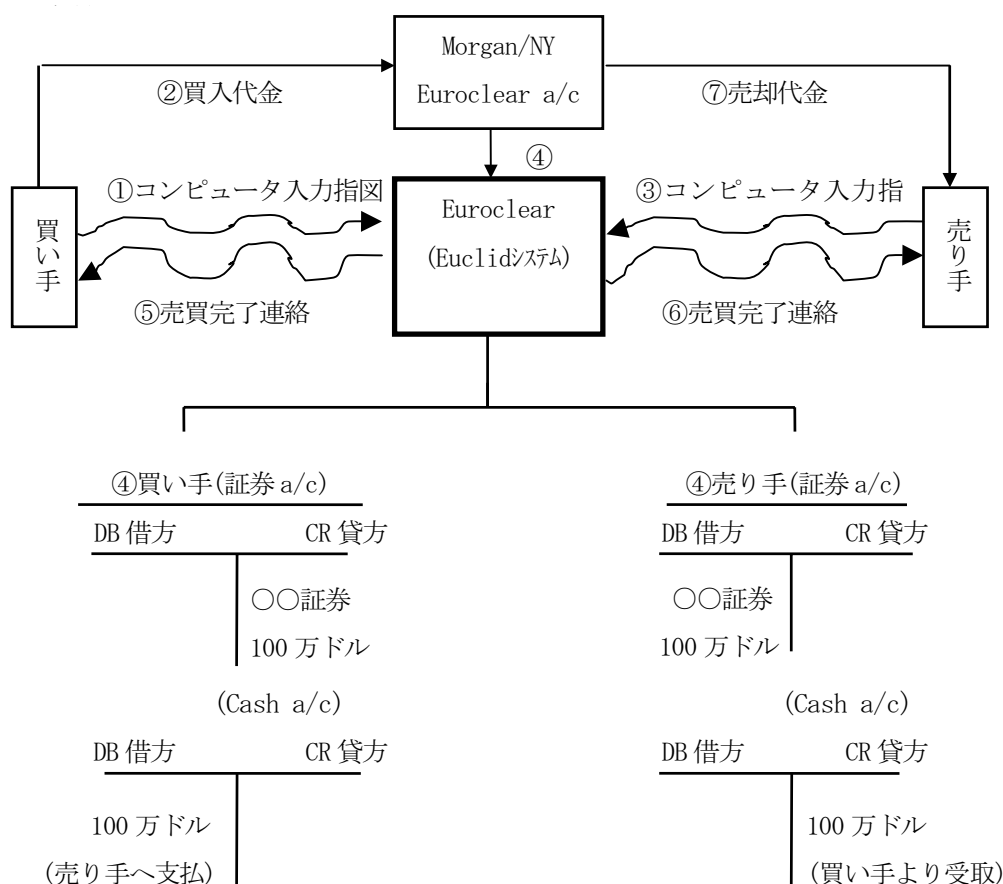 Morgan/NY
Euroclear a/c
②買入代金
⑦売却代金
④
①コンピュータ入力指図
③コンピュータ入力指
買い手
Euroclear
(Euclidシステム)
売り手
⑤売買完了連絡
⑥売買完了連絡
④買い手(証券 a/c)
DB 借方 CR 貸方
〇〇証券
100 万ドル
(Cash a/c)
DB 借方 CR 貸方
100 万ドル
(売り手へ支払)
④売り手(証券 a/c)
DB 借方 CR 貸方
〇〇証券
100 万ドル
(Cash a/c)
DB 借方 CR 貸方
100 万ドル
(買い手より受取)